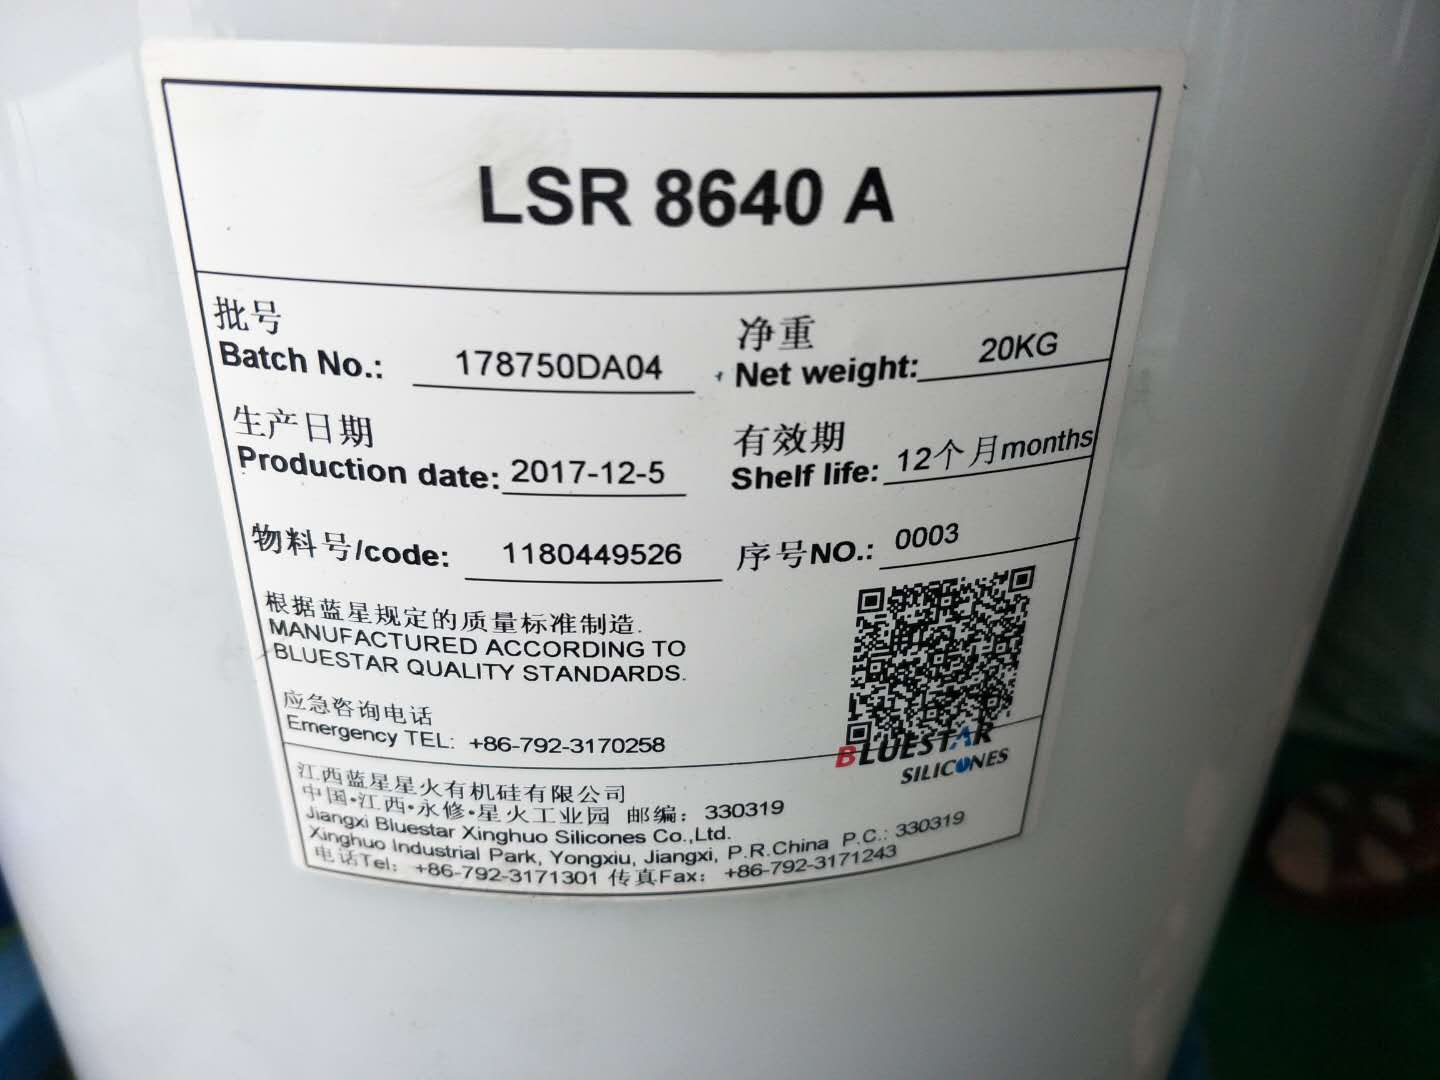 LSR 8640 A
批号
Batch No.: 178750DA04
净重
Net weight: 20KG
生产日期
Production date: 2017-12-5
有效期
Shelf life: 12个月months
物料号/code: 1180449526
序号NO.: 0003
根据蓝星规定的质量标准制造.
MANUFACTURED ACCORDING TO
BLUESTAR QUALITY STANDARDS.
应急咨询电话
Emergency TEL: +86-792-3170258
BLUESTAR
SILICONES
江西蓝星星火有机硅有限公司
中国•江西•永修•星火工业园 邮编：330319
Jiangxi Bluestar Xinghuo Silicones Co.,Ltd.
Xinghuo Industrial Park, Yongxiu, Jiangxi, P.R.China P.C.: 330319
电话Tel: +86-792-3171301 传真Fax: +86-792-3171243